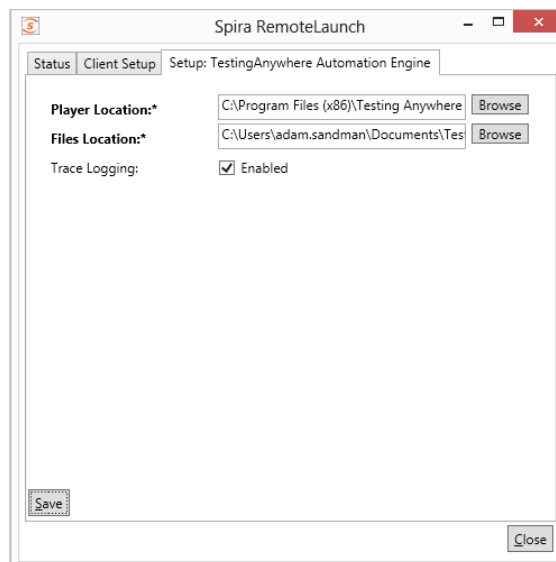 Spira RemoteLaunch
Status Client Setup Setup: TestingAnywhere Automation Engine
Player Location:* C:\Program Files (x86)\Testing Anywhere Browse
Files Location:* C:\Users\adam.sandman\Documents\Tes Browse
Trace Logging: Enabled
Save
Close